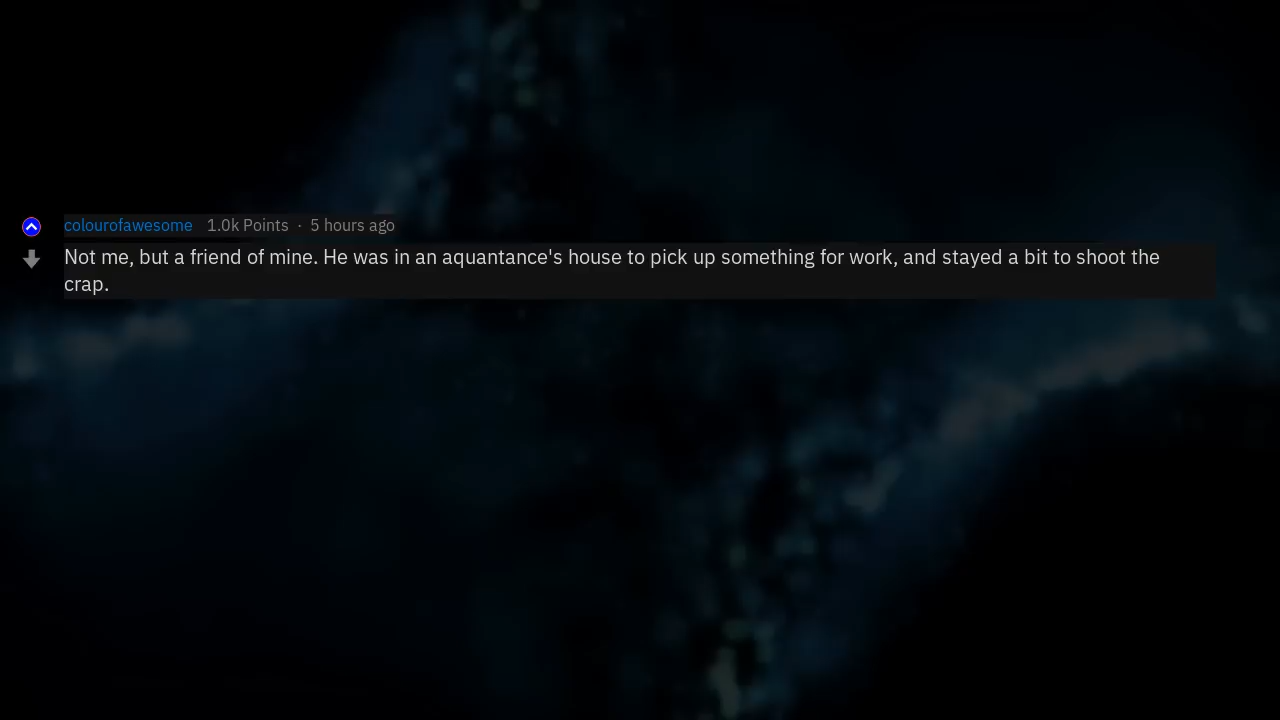 colourofawesome 1.0k Points · 5 hours ago
Not me, but a friend of mine. He was in an aquantance's house to pick up something for work, and stayed a bit to shoot the
crap.